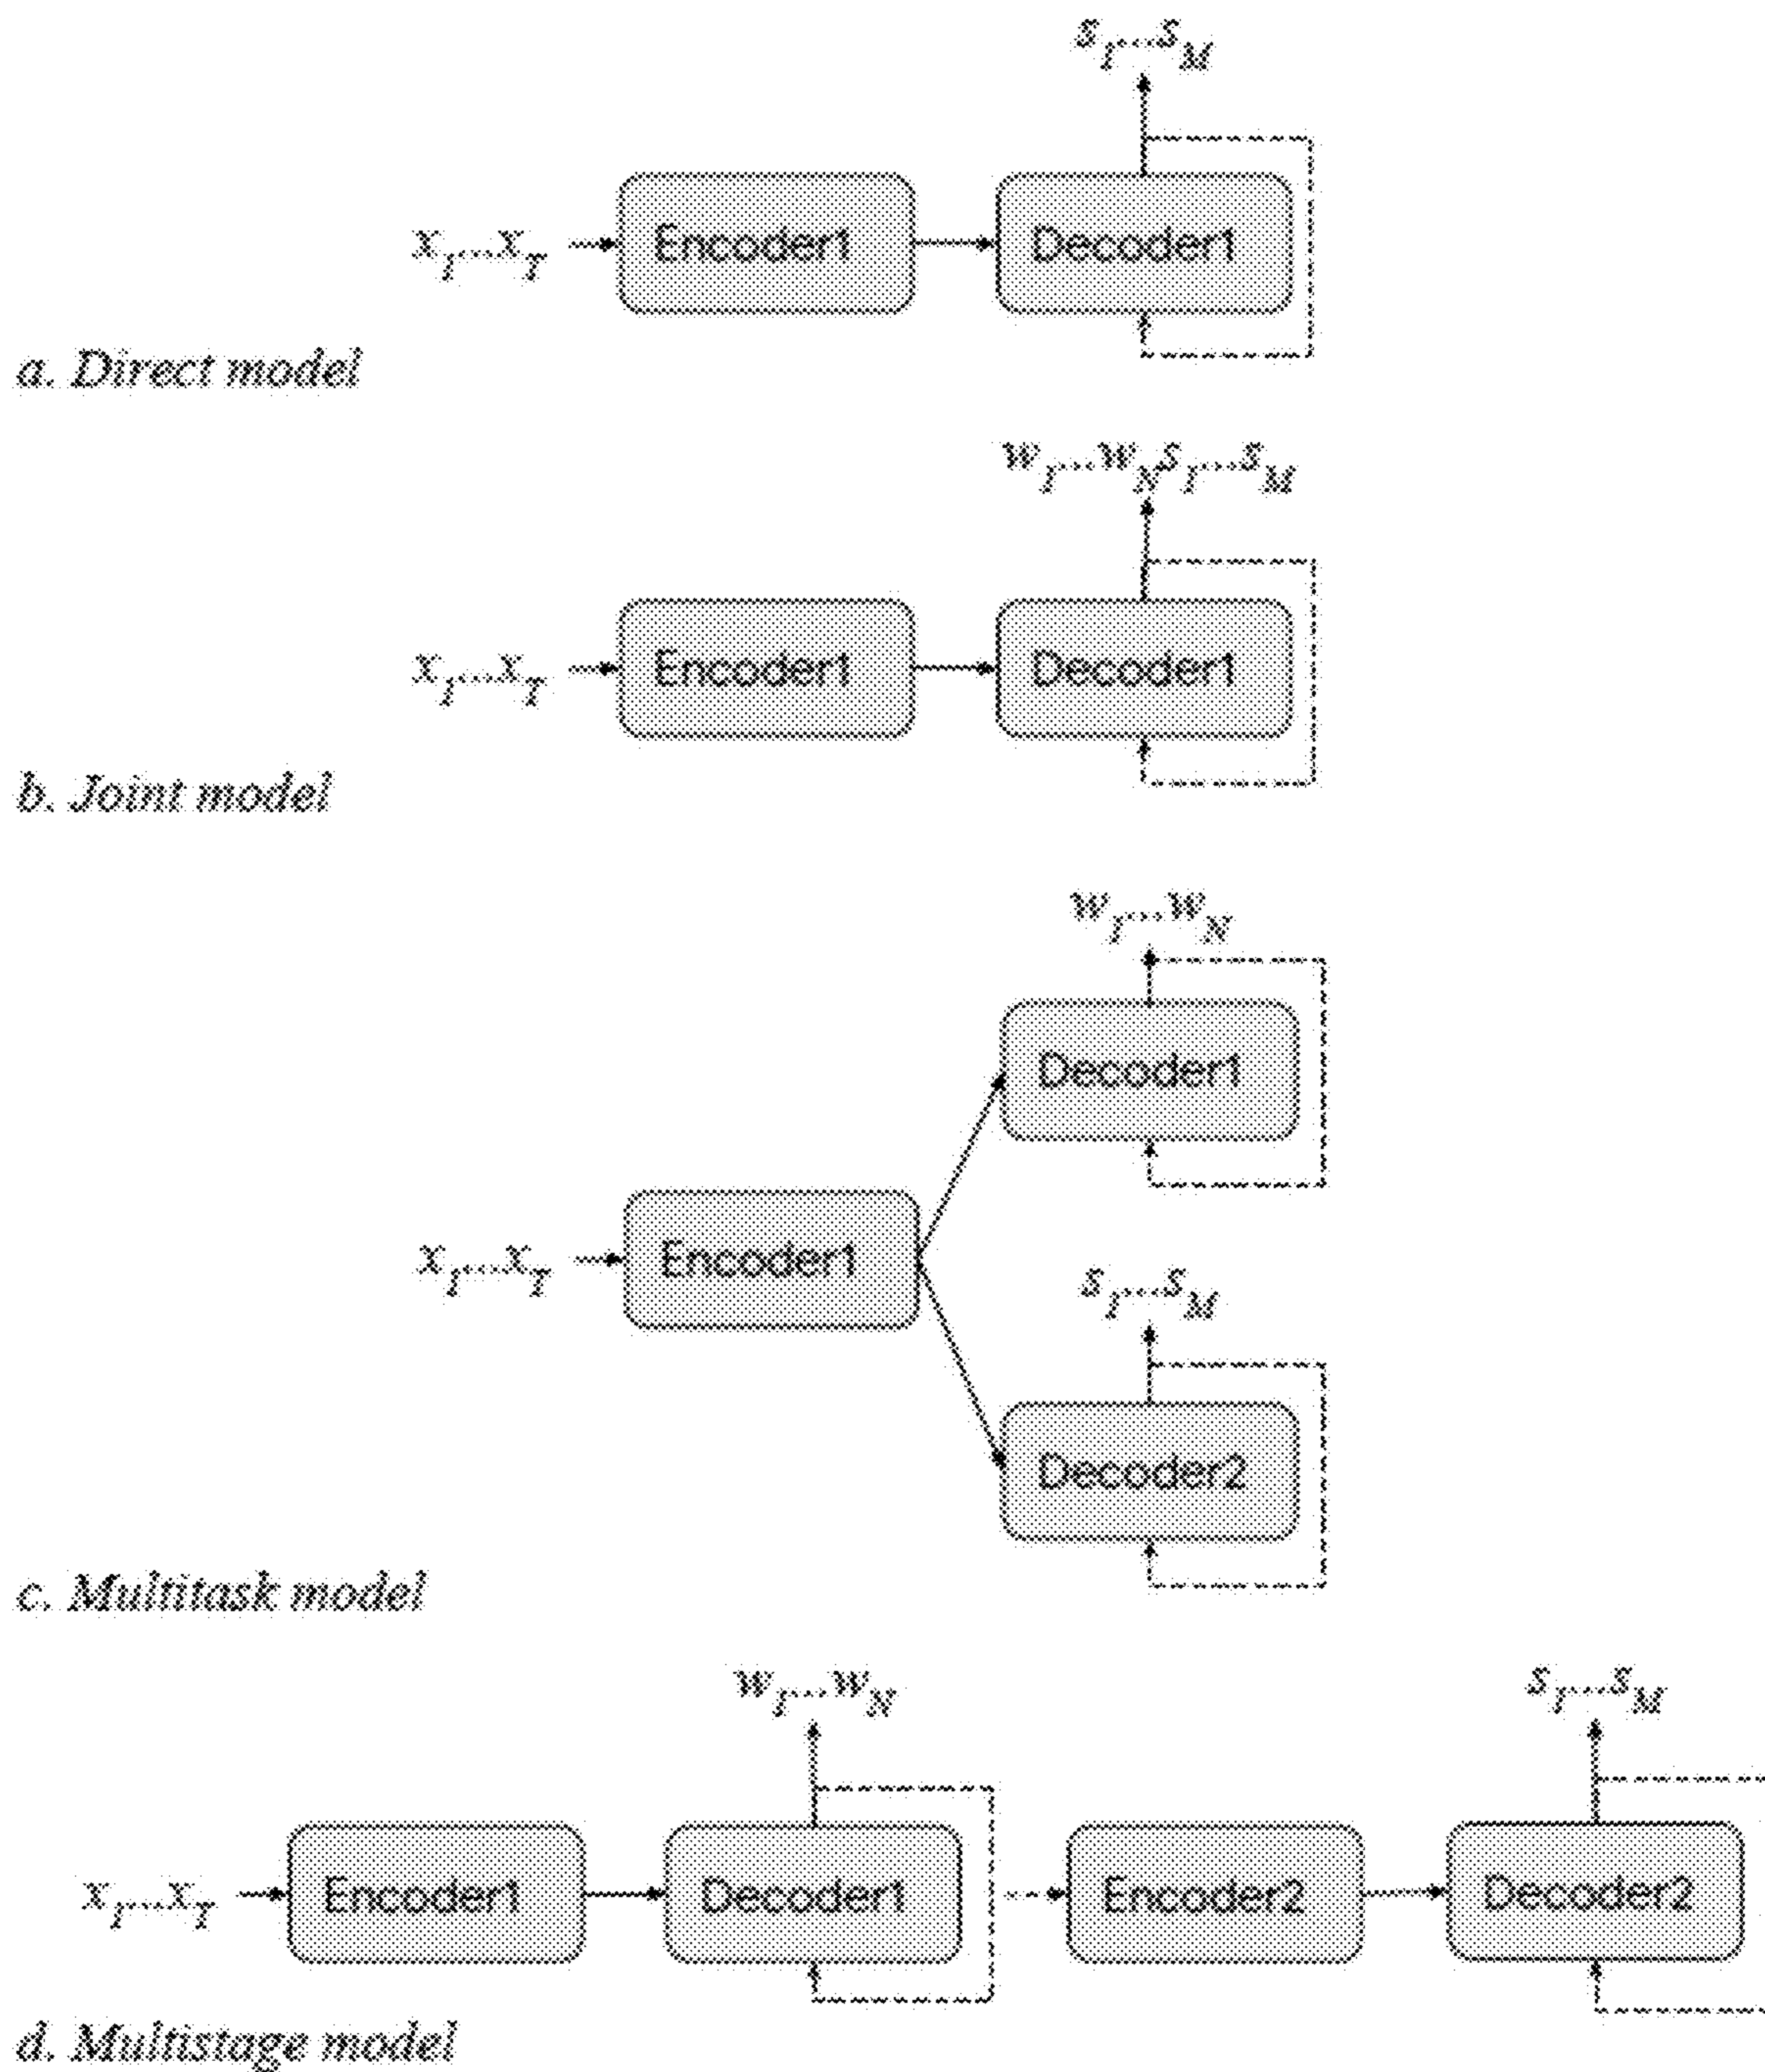 s_1...s_M
x_1...x_T Encoder1 Decoder1
a. Direct model
w_1...w_N s_1...s_M
x_1...x_T Encoder1 Decoder1
b. Joint model
w_1...w_N
Decoder1
x_1...x_T Encoder1
s_1...s_M
Decoder2
c. Multitask model
w_1...w_N s_1...s_M
x_1...x_T Encoder1 Decoder1 Encoder2 Decoder2
d. Multistage model